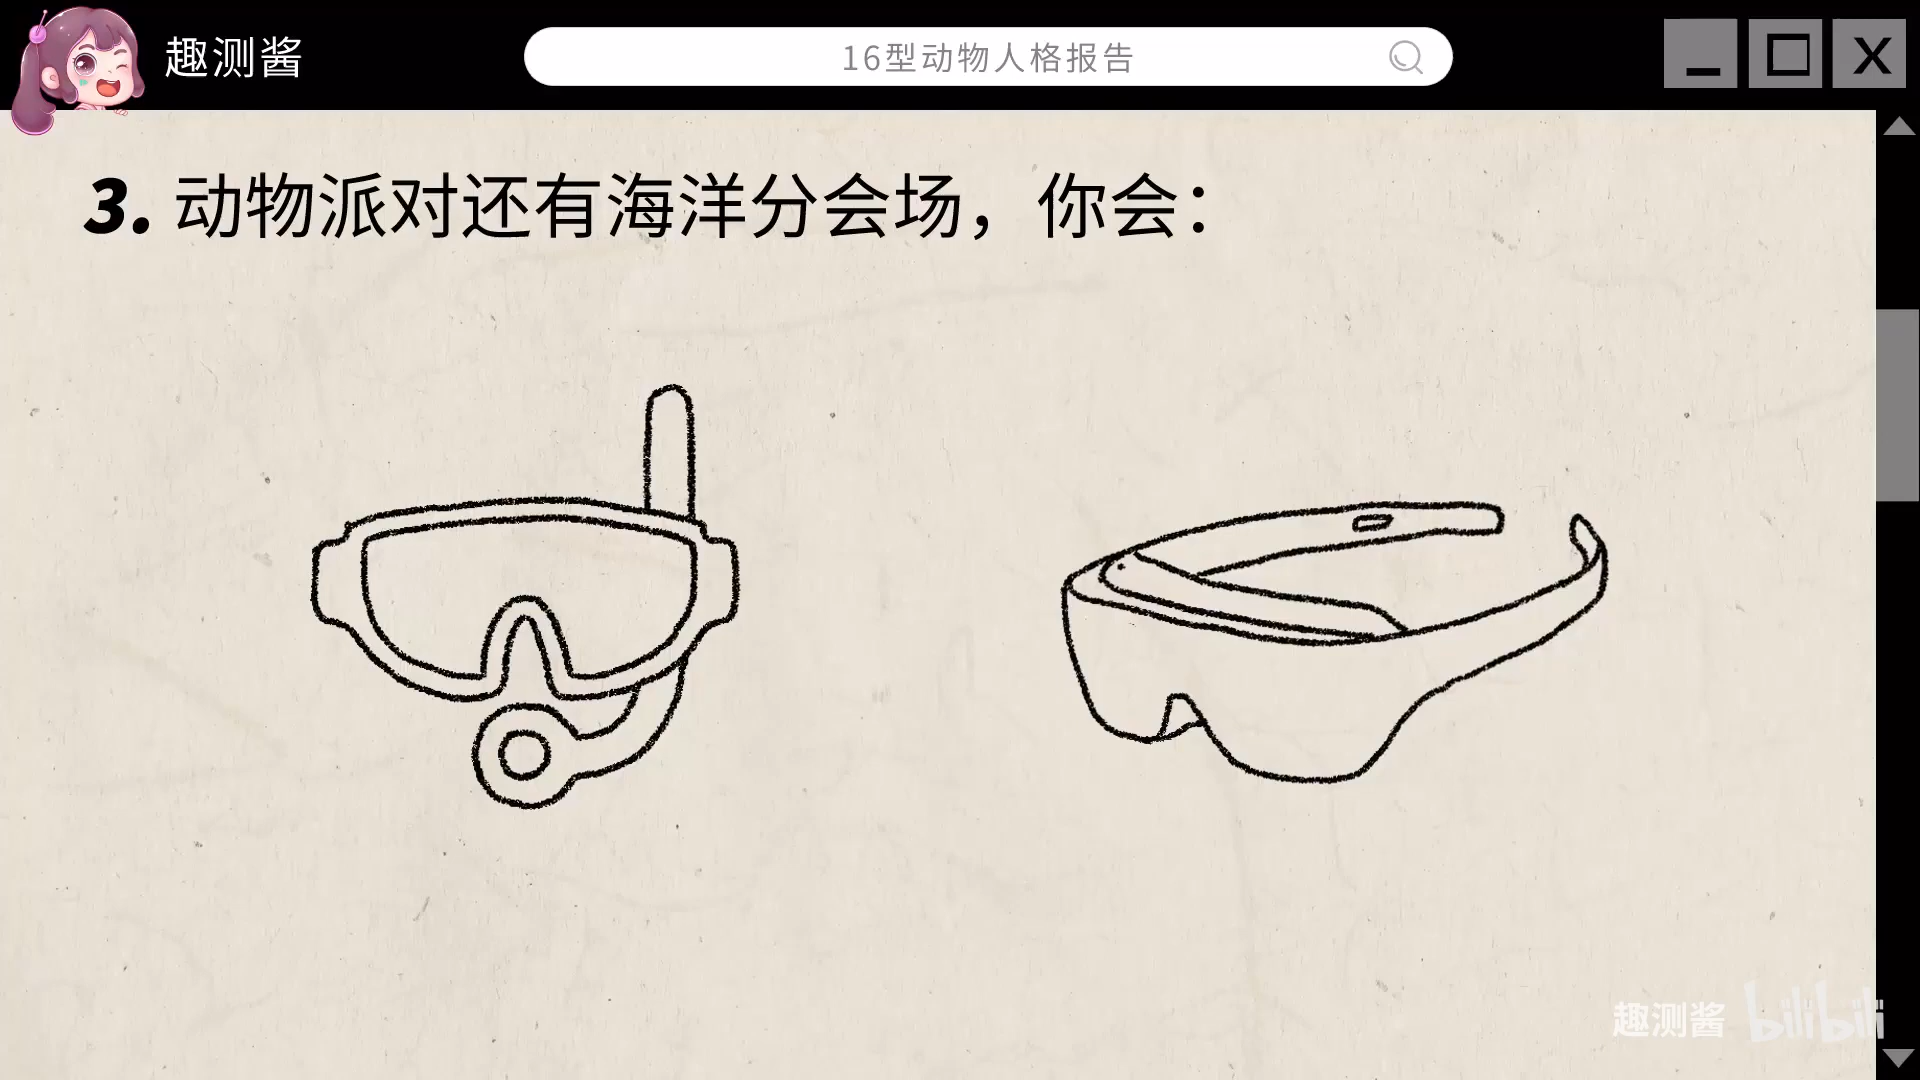 趣测酱
16型动物人格报告
X
3. 动物派对还有海洋分会场，你会：
趣测酱 bilibili